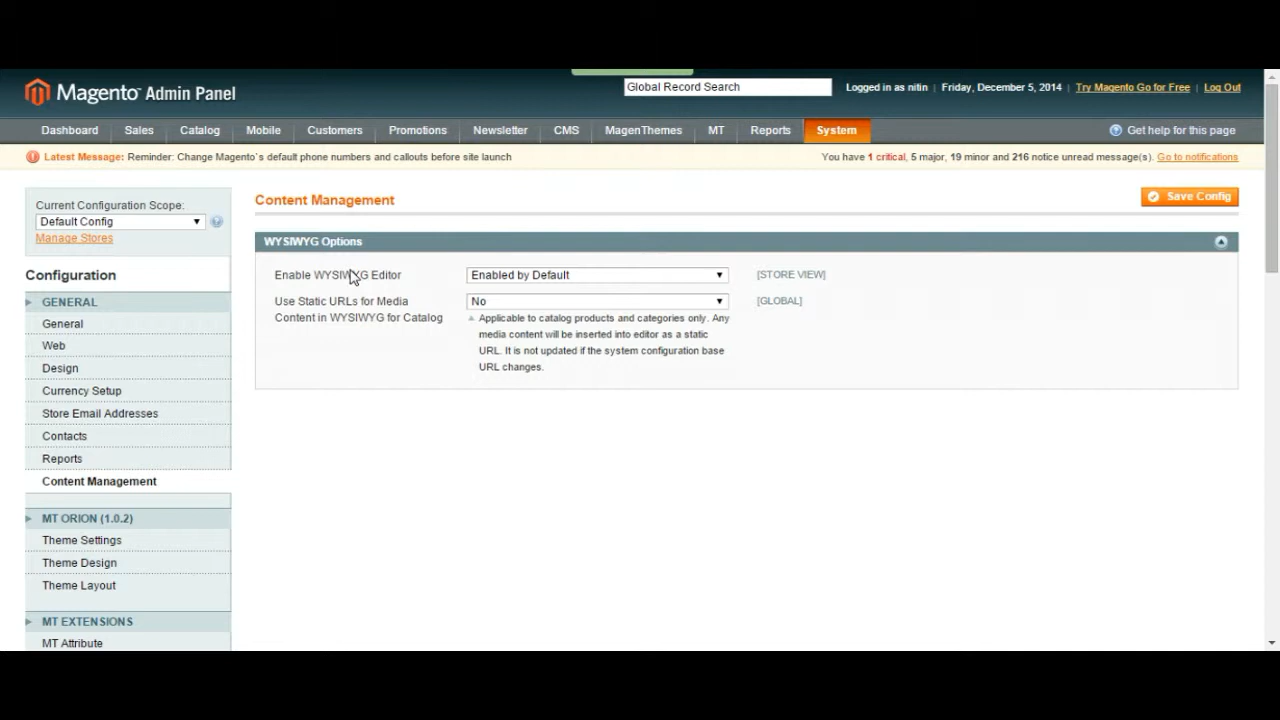 Magento Admin Panel
Global Record Search
Logged in as nitin | Friday, December 5, 2014 | Try Magento Go for Free | Log Out
Dashboard Sales Catalog Mobile Customers Promotions Newsletter CMS MagenThemes MT Reports System
Get help for this page
Latest Message: Reminder: Change Magento's default phone numbers and callouts before site launch
You have 1 critical, 5 major, 19 minor and 216 notice unread message(s). Go to notifications
Current Configuration Scope:
Default Config
Manage Stores
Configuration
GENERAL
General
Web
Design
Currency Setup
Store Email Addresses
Contacts
Reports
Content Management
MT ORION (1.0.2)
Theme Settings
Theme Design
Theme Layout
MT EXTENSIONS
MT Attribute
Content Management
Save Config
WYSIWYG Options
Enable WYSIWYG Editor
Enabled by Default
[STORE VIEW]
Use Static URLs for Media
Content in WYSIWYG for Catalog
No
[GLOBAL]
Applicable to catalog products and categories only. Any
media content will be inserted into editor as a static
URL. It is not updated if the system configuration base
URL changes.